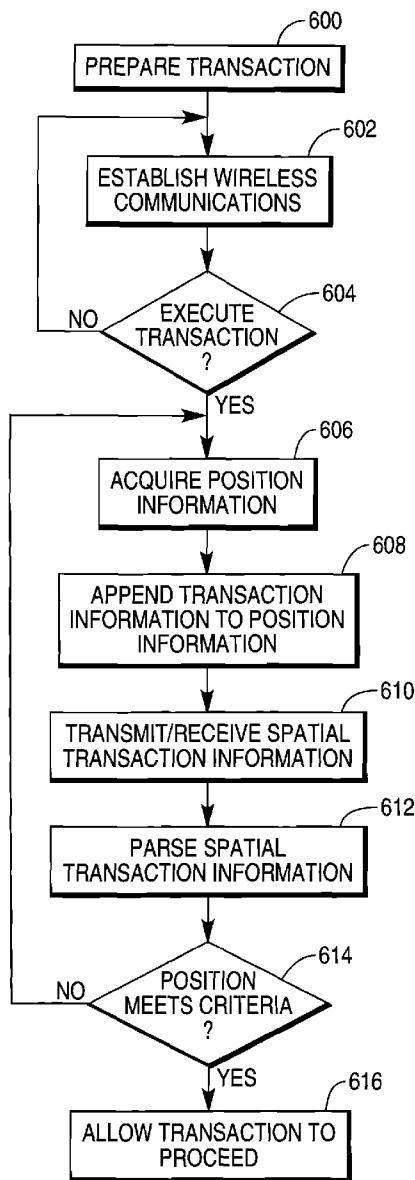 600
PREPARE TRANSACTION
602
ESTABLISH WIRELESS
COMMUNICATIONS
604
NO
EXECUTE
TRANSACTION
?
YES
606
ACQUIRE POSITION
INFORMATION
608
APPEND TRANSACTION
INFORMATION TO POSITION
INFORMATION
610
TRANSMIT/RECEIVE SPATIAL
TRANSACTION INFORMATION
612
PARSE SPATIAL
TRANSACTION INFORMATION
614
NO
POSITION
MEETS CRITERIA
?
YES
616
ALLOW TRANSACTION TO
PROCEED